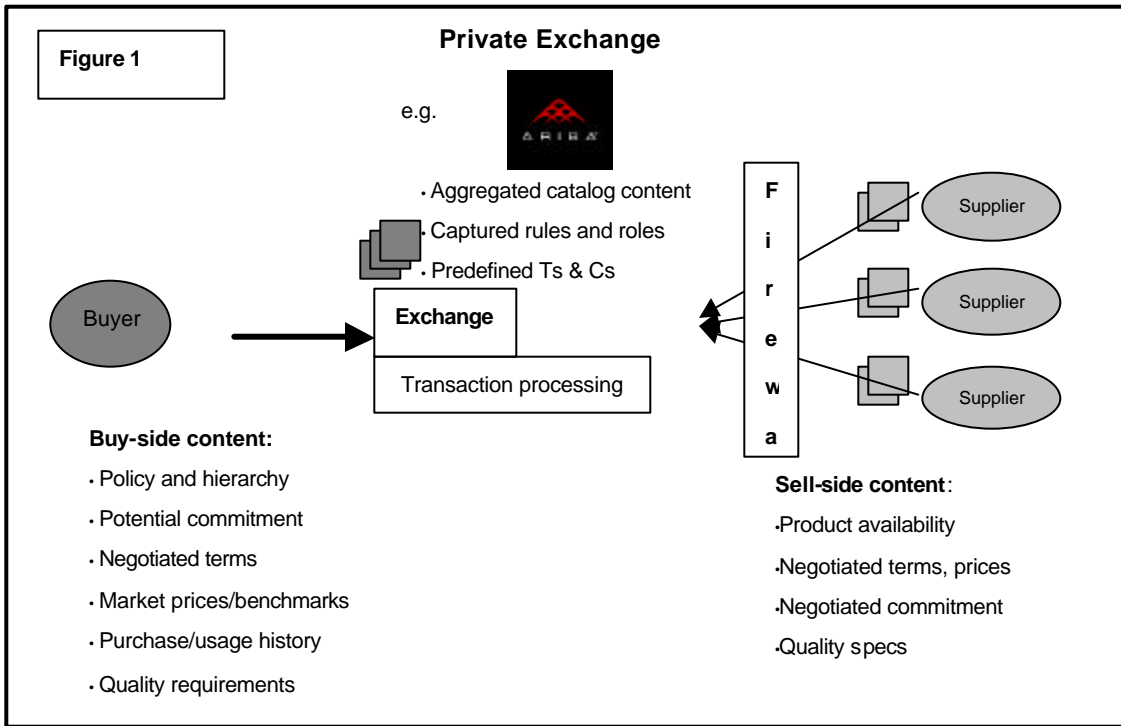 Figure 1
Private Exchange
e.g.
ARIBA
· Aggregated catalog content
· Captured rules and roles
· Predefined Ts & Cs
F
i
r
e
w
a
Supplier
Supplier
Supplier
Buyer
Exchange
Transaction processing
Buy-side content:
· Policy and hierarchy
· Potential commitment
· Negotiated terms
· Market prices/benchmarks
· Purchase/usage history
· Quality requirements
Sell-side content:
·Product availability
·Negotiated terms, prices
·Negotiated commitment
·Quality specs